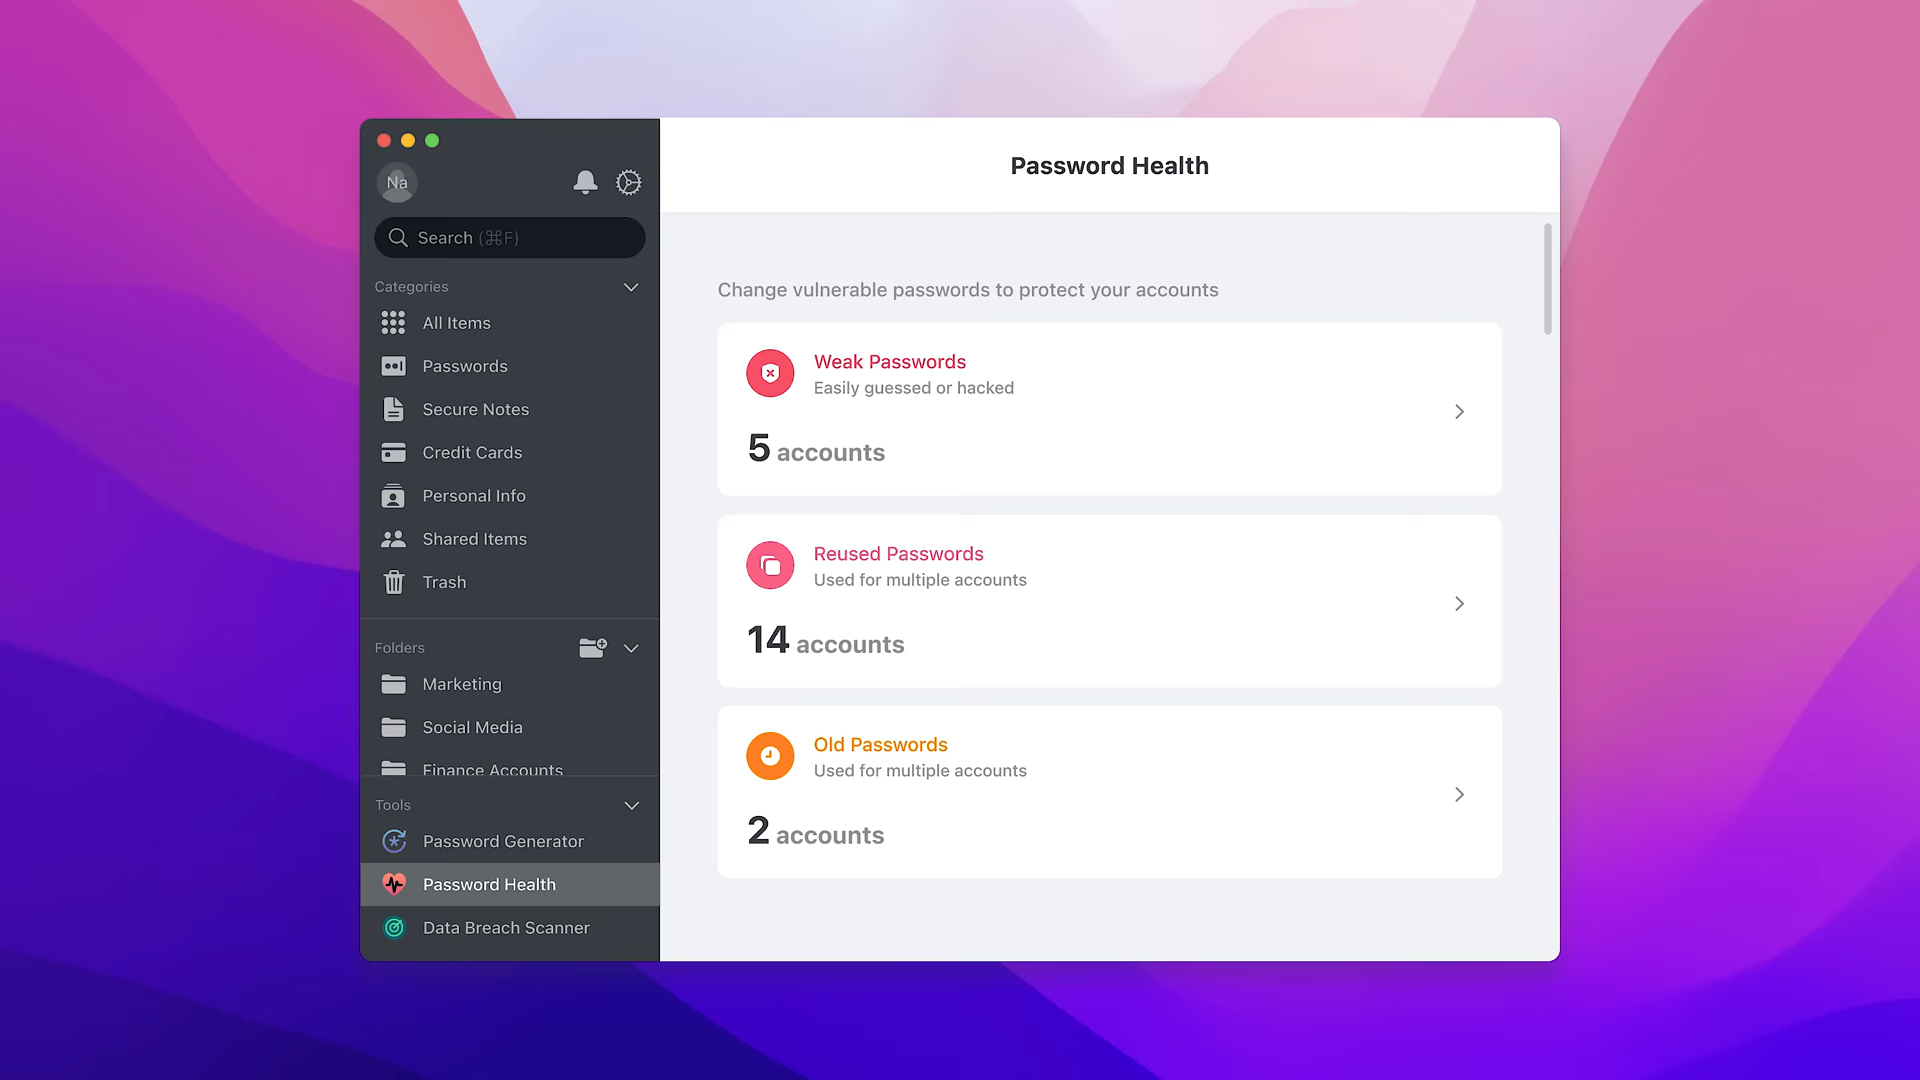 Na
Search (⌘F)
Categories
All Items
Passwords
Secure Notes
Credit Cards
Personal Info
Shared Items
Trash
Folders
Marketing
Social Media
Finance Accounts
Tools
Password Generator
Password Health
Data Breach Scanner
Password Health
Change vulnerable passwords to protect your accounts
Weak Passwords
Easily guessed or hacked
5 accounts
Reused Passwords
Used for multiple accounts
14 accounts
Old Passwords
Used for multiple accounts
2 accounts